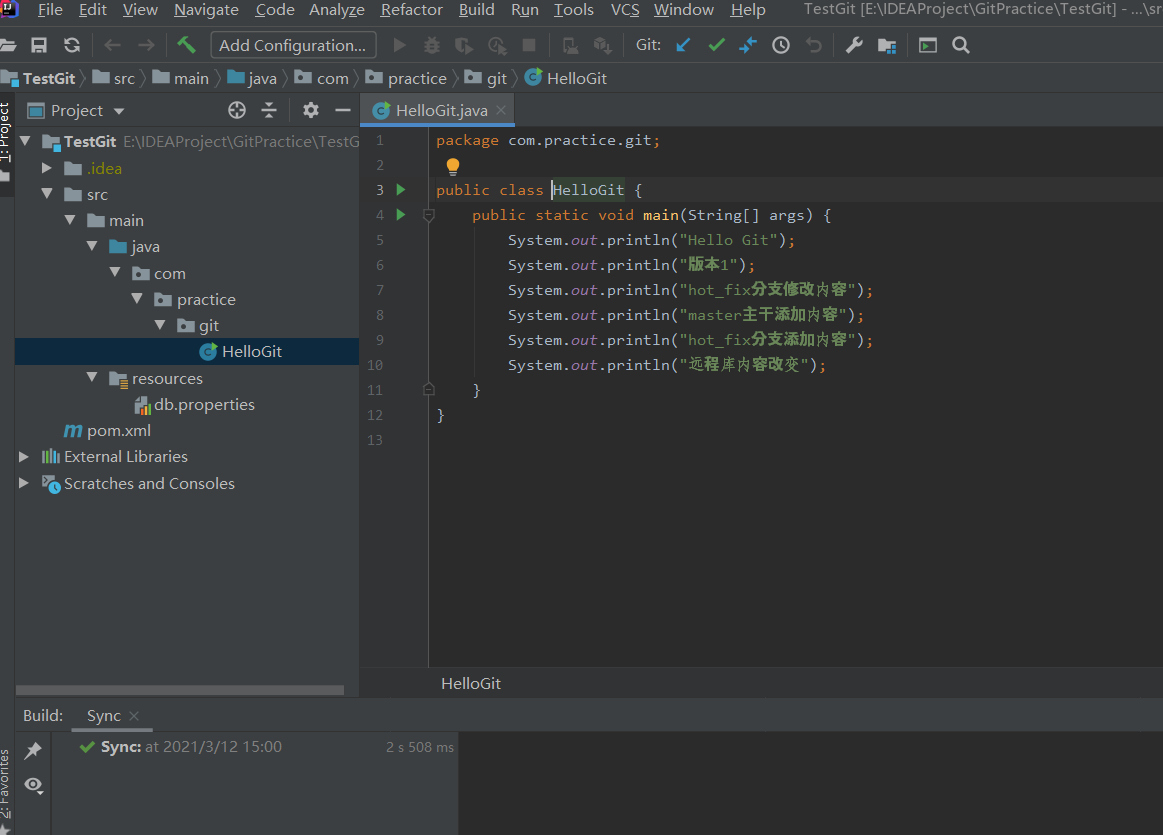 File Edit View Navigate Code Analyze Refactor Build Run Tools VCS Window Help TestGit [E:\IDEAProject\GitPractice\TestGit] - ...\sr
Add Configuration... Git:
TestGit src main java com practice git HelloGit
1: Project
Project
HelloGit.java
TestGit E:\IDEAProject\GitPractice\TestG
.idea
src
main
java
com
practice
git
HelloGit
resources
db.properties
pom.xml
External Libraries
Scratches and Consoles
1 package com.practice.git;
2
3 public class HelloGit {
4 public static void main(String[] args) {
5 System.out.println("Hello Git");
6 System.out.println("版本1");
7 System.out.println("hot_fix分支修改内容");
8 System.out.println("master主干添加内容");
9 System.out.println("hot_fix分支添加内容");
10 System.out.println("远程库内容改变");
11 }
12 }
13
HelloGit
Build: Sync
Sync: at 2021/3/12 15:00 2 s 508 ms
2: Favorites